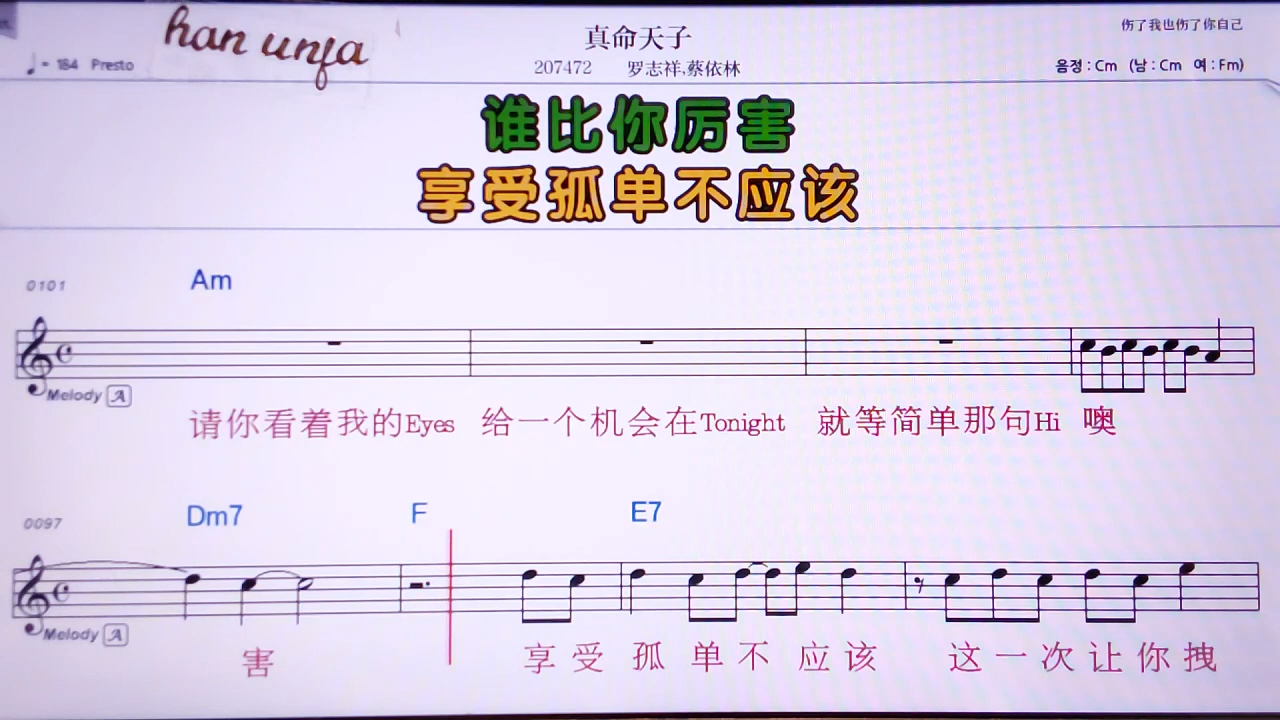 han unfa
真命天子
伤了我也伤了你自己
♩= 184 Presto
207472 罗志祥,蔡依林
음정 : Cm (남 : Cm 여 : Fm)
谁比你厉害
享受孤单不应该
0101 Am
Melody A
请你看着我的Eyes 给一个机会在Tonight 就等简单那句Hi 噢
0097 Dm7 F E7
Melody A
害 享受孤单不应该 这一次让你拽